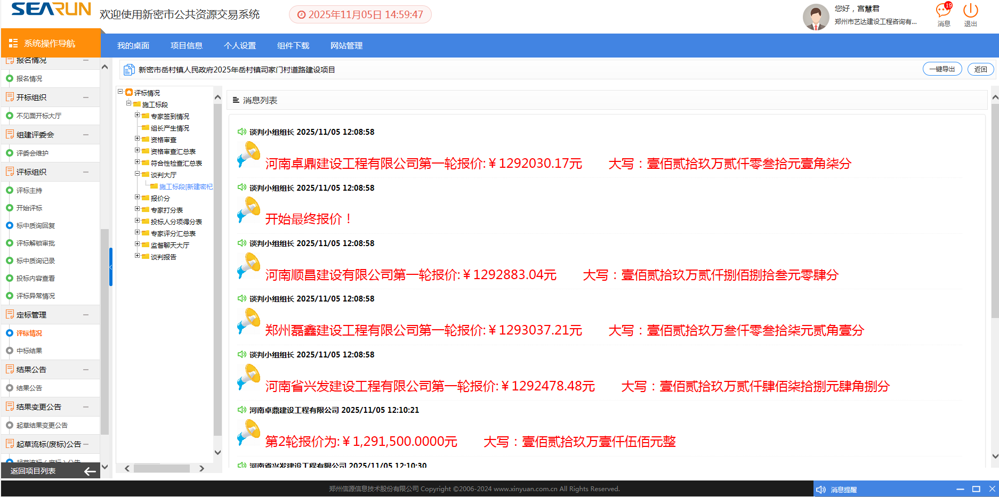 SEARUN
欢迎使用新密市公共资源交易系统
2025年11月05日 14:59:47
您好，宫慧君
郑州市艺达建设工程咨询有...
19
消息
退出
系统操作导航
我的桌面
项目信息
个人设置
组件下载
网站管理
报名情况
报名情况
开标组织
不见面开标大厅
组建评委会
评委会维护
评标组织
评标主持
开始评标
标中质询回复
评标解锁审批
标中质询记录
投标内容查看
评标异常情况
定标管理
评标情况
中标结果
结果公告
结果公告
结果变更公告
起草结果变更公告
起草流标(废标)公告
起草流标（废标）公告
返回项目列表
新密市岳村镇人民政府2025年岳村镇司家门村道路建设项目
一键导出
返回
评标情况
施工标段
专家签到情况
组长产生情况
资格审查
资格审查汇总表
符合性检查汇总表
谈判大厅
施工标段[新建密杞
报价分
专家打分表
投标人分项得分表
专家评分汇总表
监督聊天大厅
谈判报告
消息列表
谈判小组组长 2025/11/05 12:08:58
河南卓鼎建设工程有限公司第一轮报价:￥1292030.17元 大写：壹佰贰拾玖万贰仟零叁拾元壹角柒分
谈判小组组长 2025/11/05 12:08:58
开始最终报价！
谈判小组组长 2025/11/05 12:08:58
河南顺昌建设有限公司第一轮报价:￥1292883.04元 大写：壹佰贰拾玖万贰仟捌佰捌拾叁元零肆分
谈判小组组长 2025/11/05 12:08:58
郑州磊鑫建设工程有限公司第一轮报价:￥1293037.21元 大写：壹佰贰拾玖万叁仟零叁拾柒元贰角壹分
谈判小组组长 2025/11/05 12:08:58
河南省兴发建设工程有限公司第一轮报价:￥1292478.48元 大写：壹佰贰拾玖万贰仟肆佰柒拾捌元肆角捌分
河南卓鼎建设工程有限公司 2025/11/05 12:10:21
第2轮报价为:￥1,291,500.0000元 大写：壹佰贰拾玖万壹仟伍佰元整
河南省兴发建设工程有限公司 2025/11/05 12:10:30
郑州信源信息技术股份有限公司 Copyright ©2006-2024 www.xinyuan.com.cn All Rights Reserved.
消息提醒